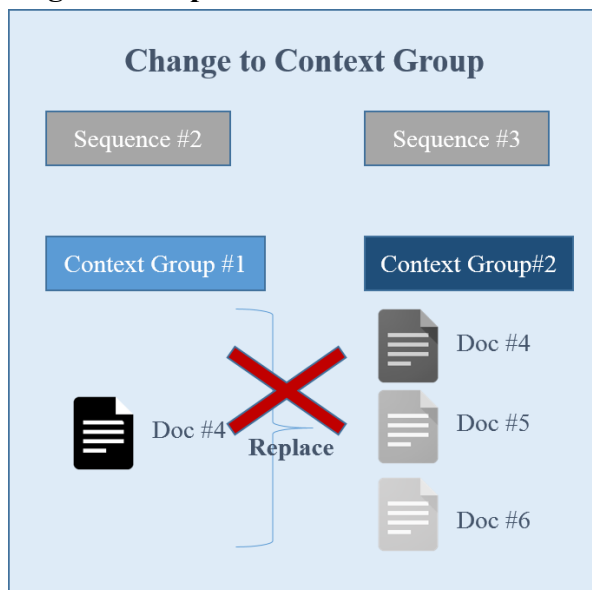 Change to Context Group
Sequence #2
Sequence #3
Context Group #1
Context Group#2
Doc #4
Doc #4
Replace
Doc #5
Doc #6